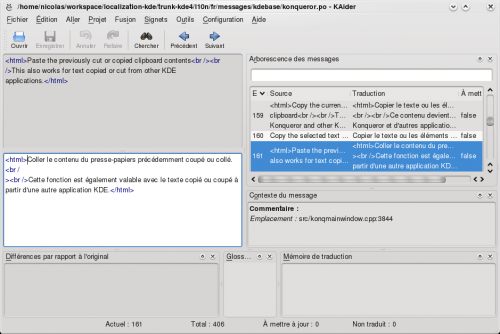 /home/nicolas/workspace/localization-kde/trunk-kde4/l10n/fr/messages/kdebase/konqueror.po - KAider
Fichier Édition Aller Projet Fusion Signets Outils Configuration Aide
Ouvrir Enregistrer Annuler Refaire Chercher Précédent Suivant
<html>Paste the previously cut or copied clipboard contents<br /><br
/>This also works for text copied or cut from other KDE
applications.</html>
<html>Coller le contenu du presse-papiers précédemment coupé ou collé.
<br /
><br />Cette fonction est également valable avec le texte copié ou coupé à
partir d'une autre application KDE.</html>
Arborescence des messages
E Source Traduction À mett
<html>Copy the curren... <html>Copier le texte ou les él...
159 clipboard<br /><br />T... <br /><br />Ce contenu devient... false
Konqueror and other K... Konqueror et d'autres applicatio...
160 Copy the selected text ... Copier le texte ou les éléments ... false
<html>Coller le contenu du pre...
161 <html>Paste the previ... ><br />Cette fonction est égale... false
also works for text copi... partir d'une autre application KD...
Contexte du message
Commentaire :
Emplacement : src/konqmainwindow.cpp:3844
Différences par rapport à l'original
Gloss...
Mémoire de traduction
Actuel : 161 Total : 406 À mettre à jour : 0 Non traduit : 0